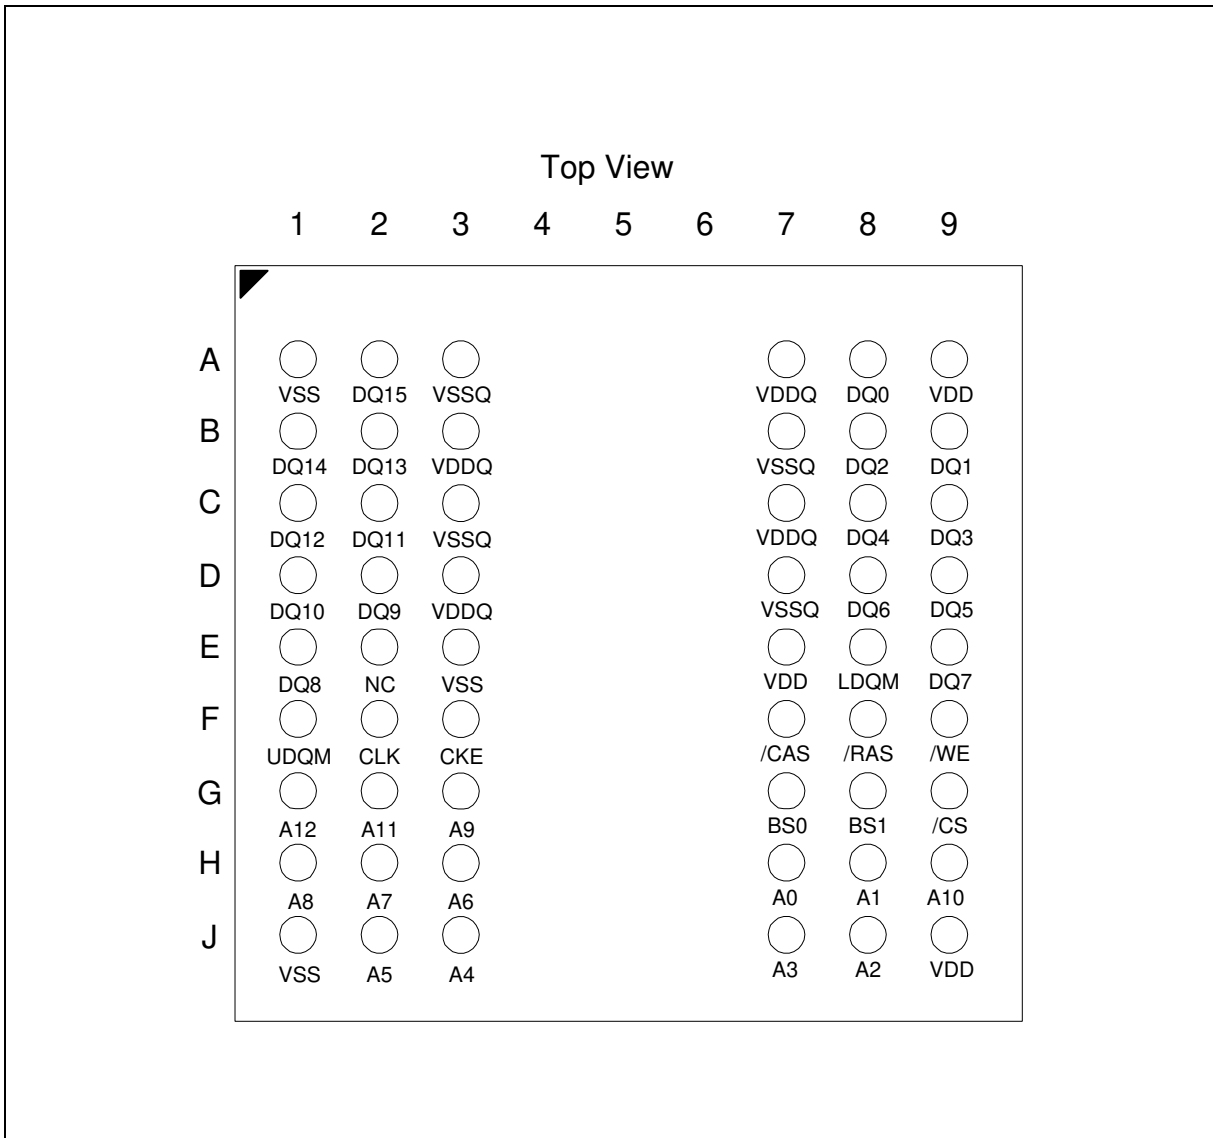 Top View
1 2 3 4 5 6 7 8 9
A
VSS DQ15 VSSQ VDDQ DQ0 VDD
B
DQ14 DQ13 VDDQ VSSQ DQ2 DQ1
C
DQ12 DQ11 VSSQ VDDQ DQ4 DQ3
D
DQ10 DQ9 VDDQ VSSQ DQ6 DQ5
E
DQ8 NC VSS VDD LDQM DQ7
F
UDQM CLK CKE /CAS /RAS /WE
G
A12 A11 A9 BS0 BS1 /CS
H
A8 A7 A6 A0 A1 A10
J
VSS A5 A4 A3 A2 VDD